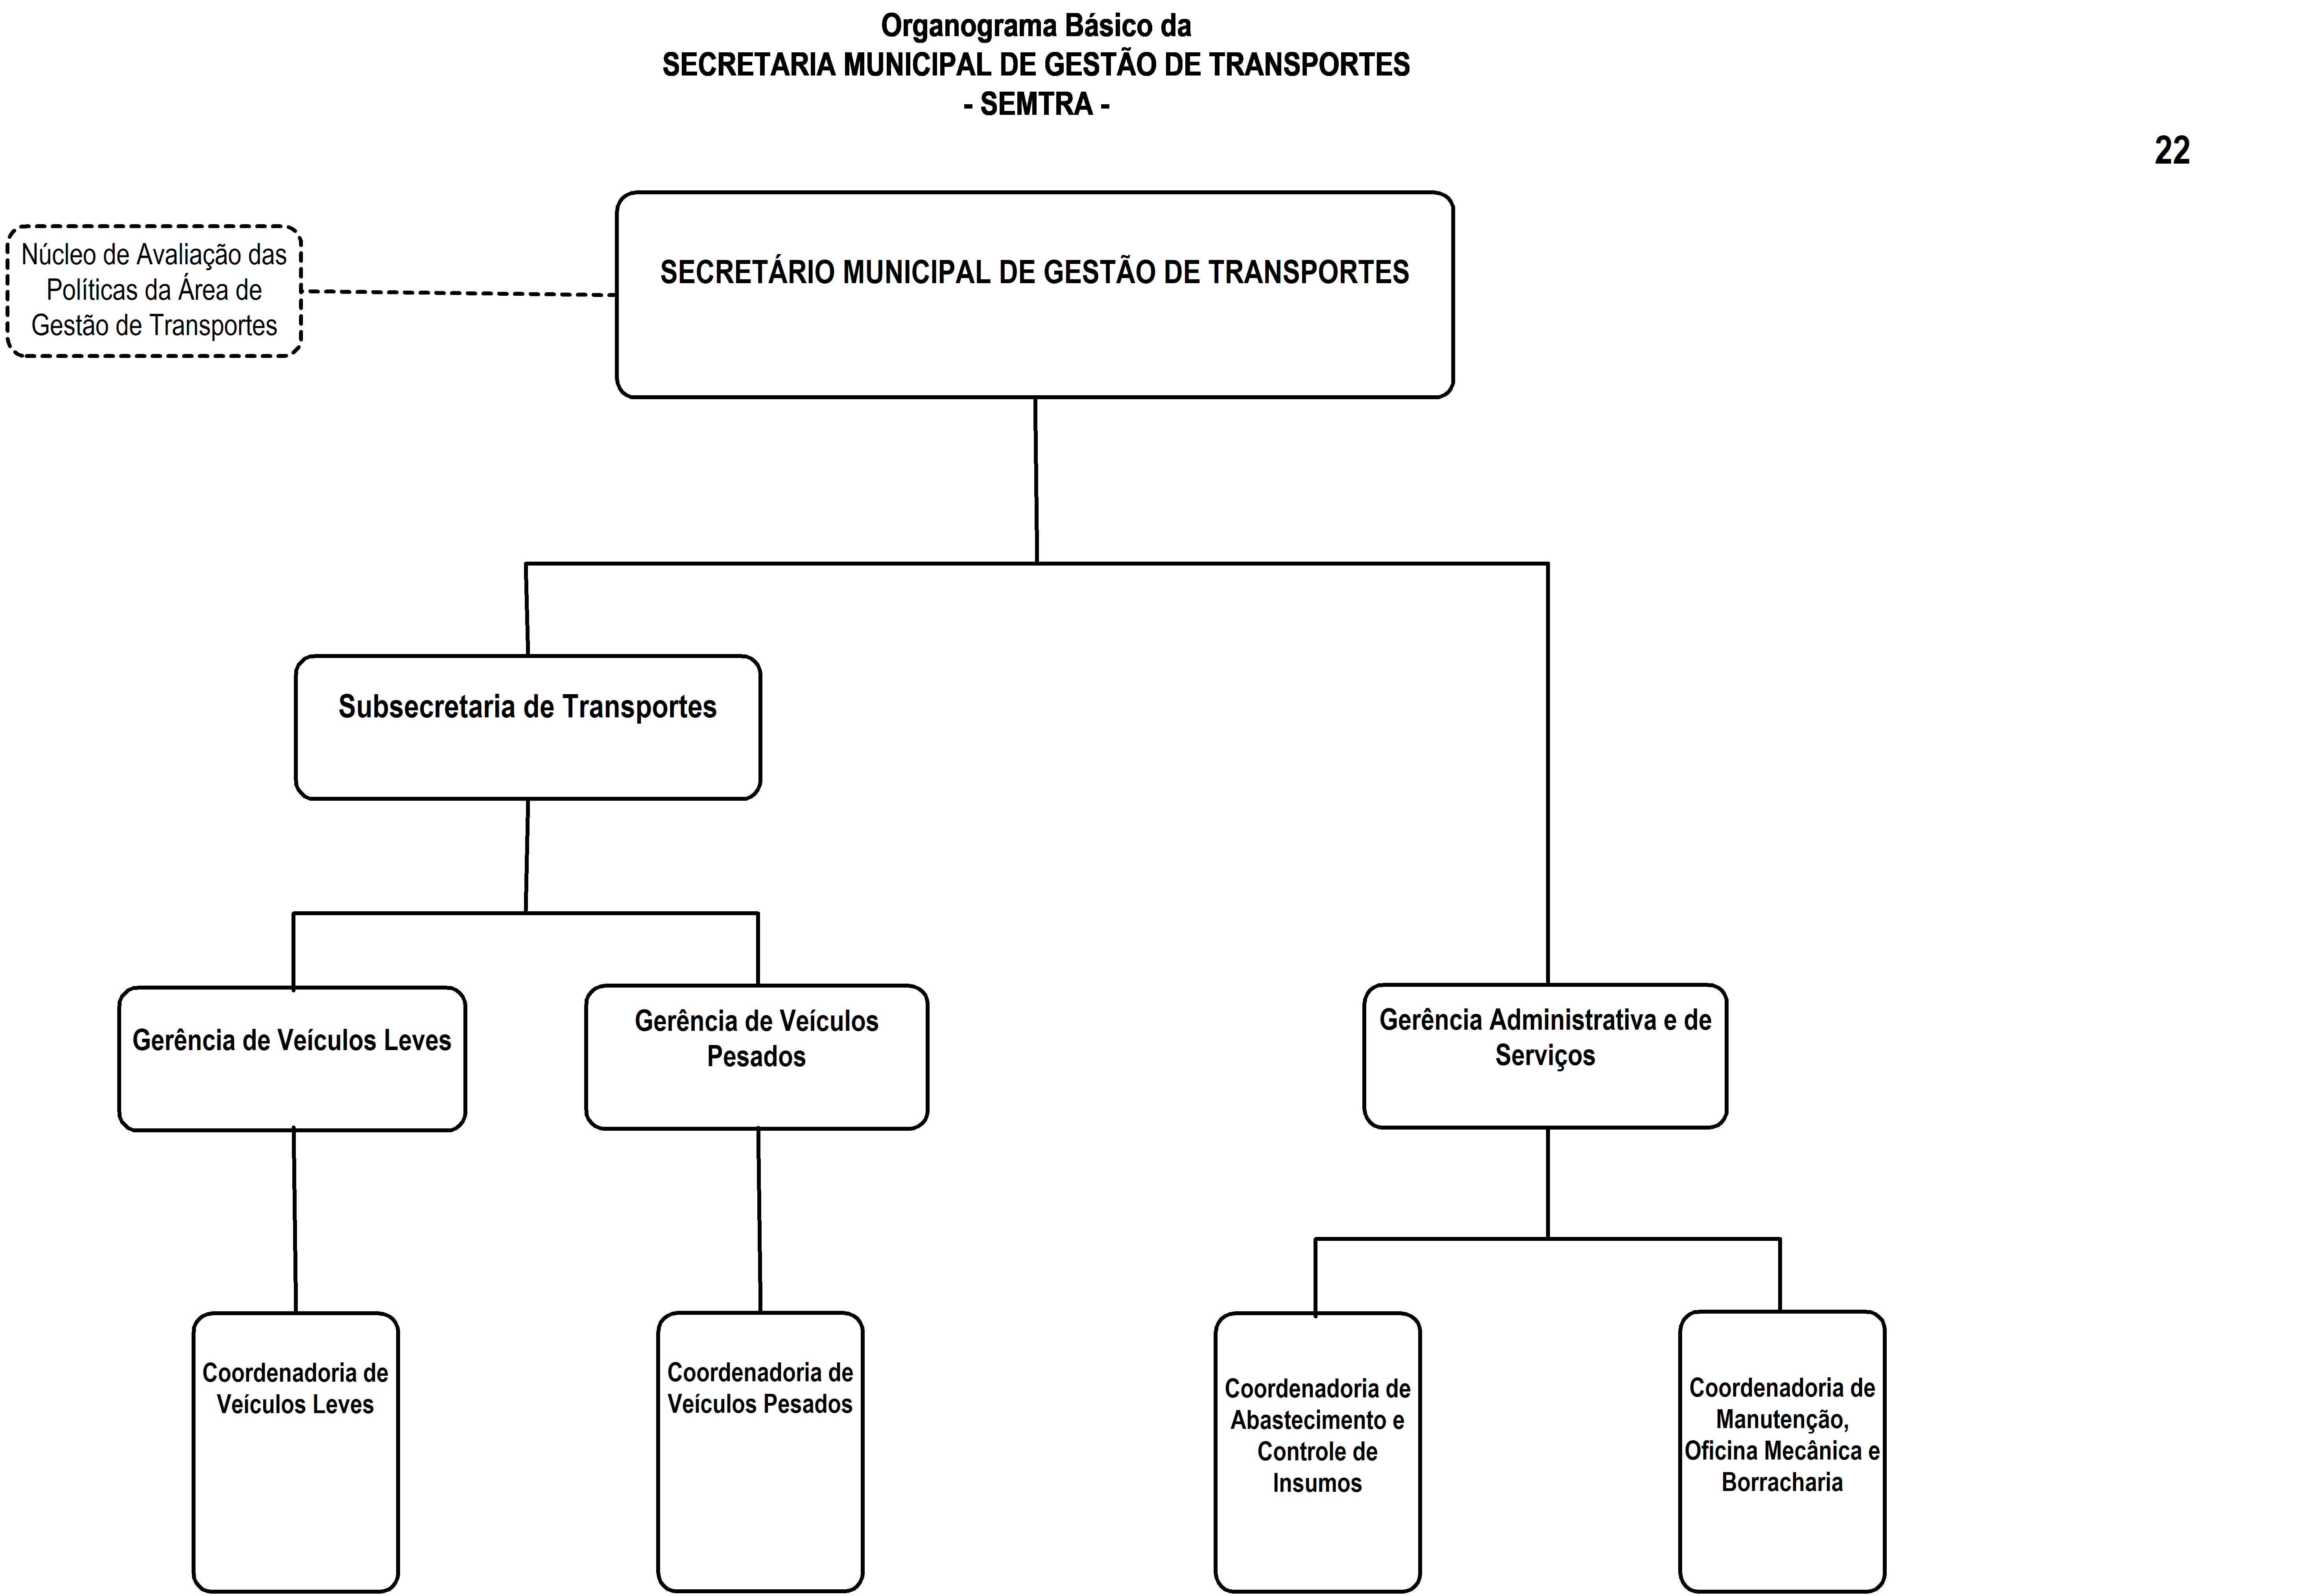 Organograma Básico da
SECRETARIA MUNICIPAL DE GESTÃO DE TRANSPORTES
- SEMTRA -
22
Núcleo de Avaliação das
Políticas da Área de
Gestão de Transportes
SECRETÁRIO MUNICIPAL DE GESTÃO DE TRANSPORTES
Subsecretaria de Transportes
Gerência de Veículos Leves
Gerência de Veículos
Pesados
Gerência Administrativa e de
Serviços
Coordenadoria de
Veículos Leves
Coordenadoria de
Veículos Pesados
Coordenadoria de
Abastecimento e
Controle de
Insumos
Coordenadoria de
Manutenção,
Oficina Mecânica e
Borracharia